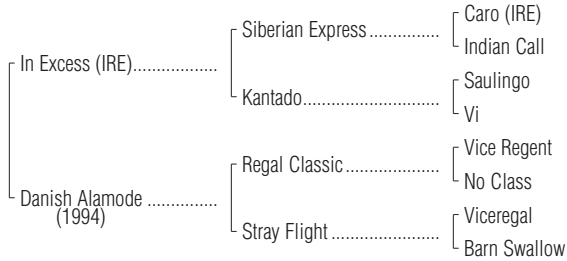 Caro (IRE)
Siberian Express................
Indian Call
In Excess (IRE)..................
Saulingo
Kantado..............................
Vi
Vice Regent
Regal Classic......................
No Class
Danish Alamode ...............
(1994)
Viceregal
Stray Flight........................
Barn Swallow